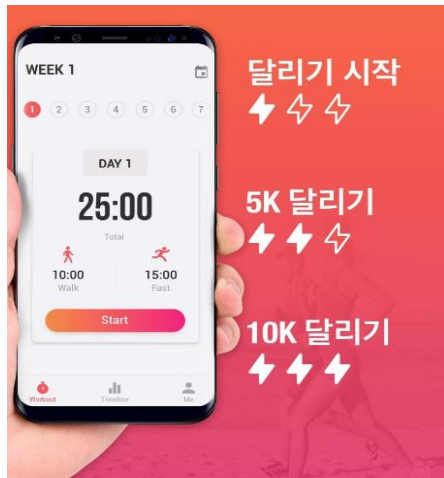 WEEK 1
1 2 3 4 5 6 7
DAY 1
25:00
Total
10:00 15:00
Walk Fast
Start
Workout Timeline Me
달리기 시작
5K 달리기
10K 달리기